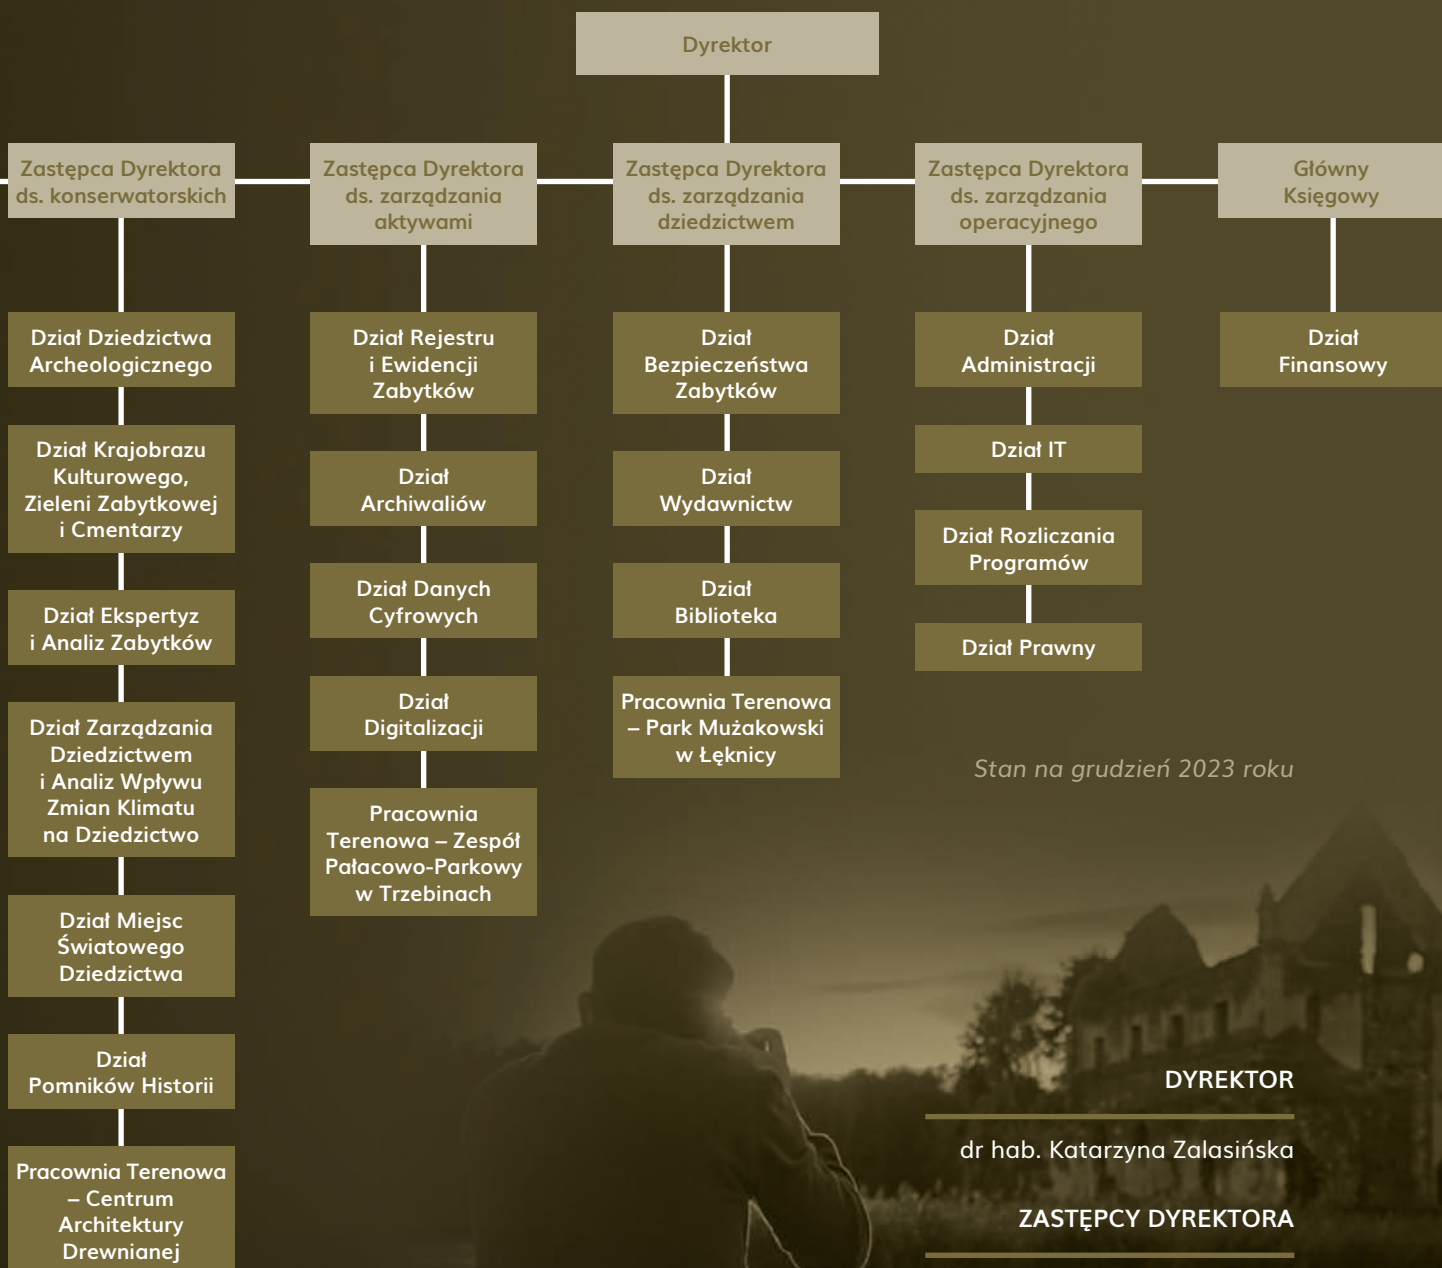 Dyrektor
Zastępca Dyrektora
ds. konserwatorskich
Zastępca Dyrektora
ds. zarządzania
aktywami
Zastępca Dyrektora
ds. zarządzania
dziedzictwem
Zastępca Dyrektora
ds. zarządzania
operacyjnego
Główny
Księgowy
Dział Dziedzictwa
Archeologicznego
Dział Krajobrazu
Kulturowego,
Zieleni Zabytkowej
i Cmentarzy
Dział Ekspertyz
i Analiz Zabytków
Dział Zarządzania
Dziedzictwem
i Analiz Wpływu
Zmian Klimatu
na Dziedzictwo
Dział Miejsc
Światowego
Dziedzictwa
Dział
Pomników Historii
Pracownia Terenowa
– Centrum
Architektury
Drewnianej
Dział Rejestru
i Ewidencji
Zabytków
Dział
Archiwaliów
Dział Danych
Cyfrowych
Dział
Digitalizacji
Pracownia
Terenowa – Zespół
Pałacowo-Parkowy
w Trzebinach
Dział
Bezpieczeństwa
Zabytków
Dział
Wydawnictw
Dział
Biblioteka
Pracownia Terenowa
– Park Mużakowski
w Łęknicy
Dział
Administracji
Dział IT
Dział Rozliczania
Programów
Dział Prawny
Dział
Finansowy
Stan na grudzień 2023 roku
DYREKTOR
dr hab. Katarzyna Zalasińska
ZASTĘPCY DYREKTORA